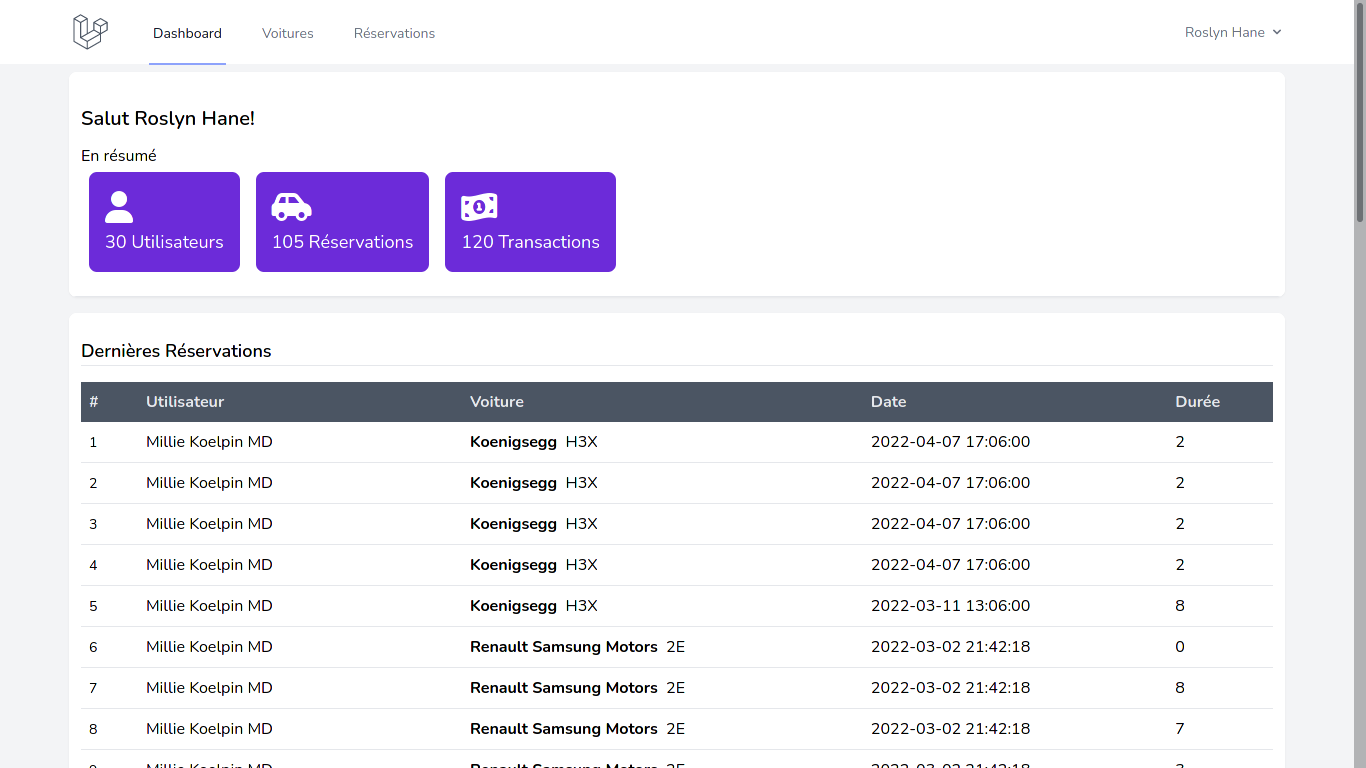 Dashboard Voitures Réservations Roslyn Hane
Salut Roslyn Hane!
En résumé
30 Utilisateurs 105 Réservations 120 Transactions
Dernières Réservations
# Utilisateur Voiture Date Durée
1 Millie Koelpin MD Koenigsegg H3X 2022-04-07 17:06:00 2
2 Millie Koelpin MD Koenigsegg H3X 2022-04-07 17:06:00 2
3 Millie Koelpin MD Koenigsegg H3X 2022-04-07 17:06:00 2
4 Millie Koelpin MD Koenigsegg H3X 2022-04-07 17:06:00 2
5 Millie Koelpin MD Koenigsegg H3X 2022-03-11 13:06:00 8
6 Millie Koelpin MD Renault Samsung Motors 2E 2022-03-02 21:42:18 0
7 Millie Koelpin MD Renault Samsung Motors 2E 2022-03-02 21:42:18 8
8 Millie Koelpin MD Renault Samsung Motors 2E 2022-03-02 21:42:18 7